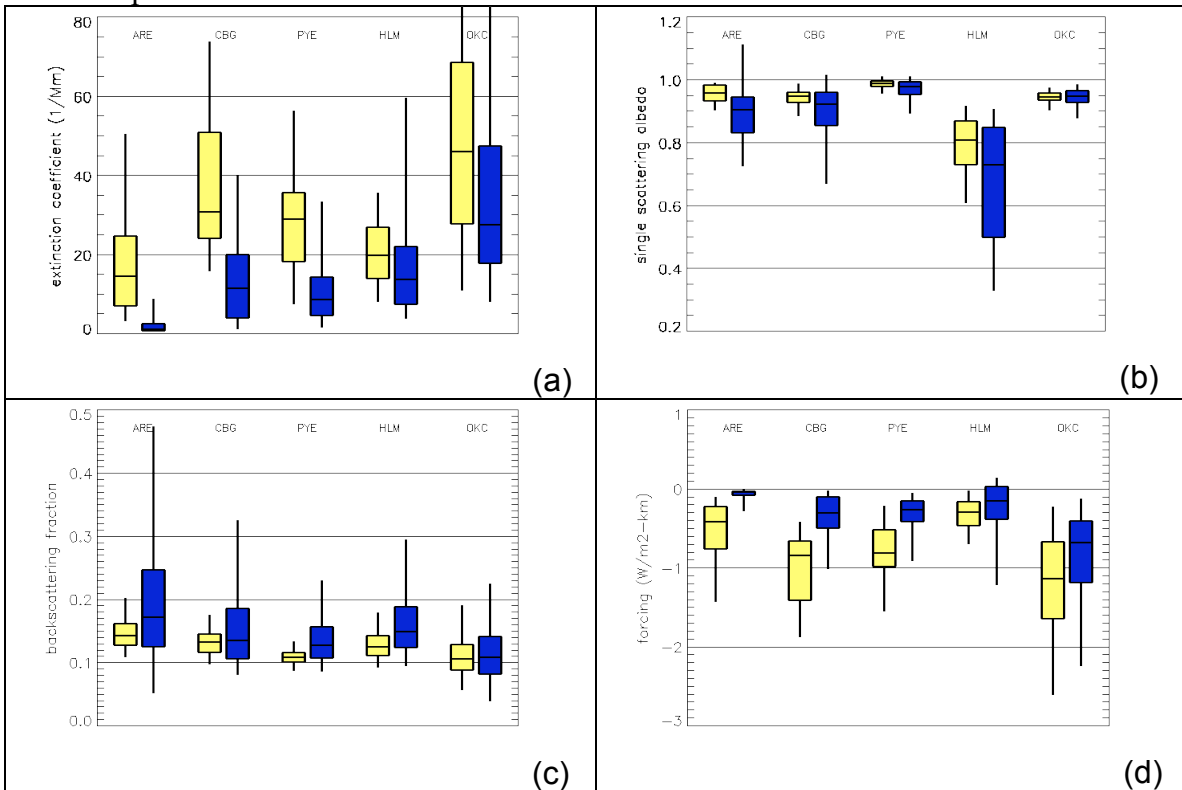 80
60
40
20
0
extinction coefficient (1/Mm)
ARE CBG PYE HLM OKC
(a)
1.2
1.0
0.8
0.6
0.4
0.2
single scattering albedo
ARE CBG PYE HLM OKC
(b)
0.5
0.4
0.3
0.2
0.1
0.0
backscattering fraction
ARE CBG PYE HLM OKC
(c)
1
0
-1
-2
-3
forcing (W/m2-km)
ARE CBG PYE HLM OKC
(d)